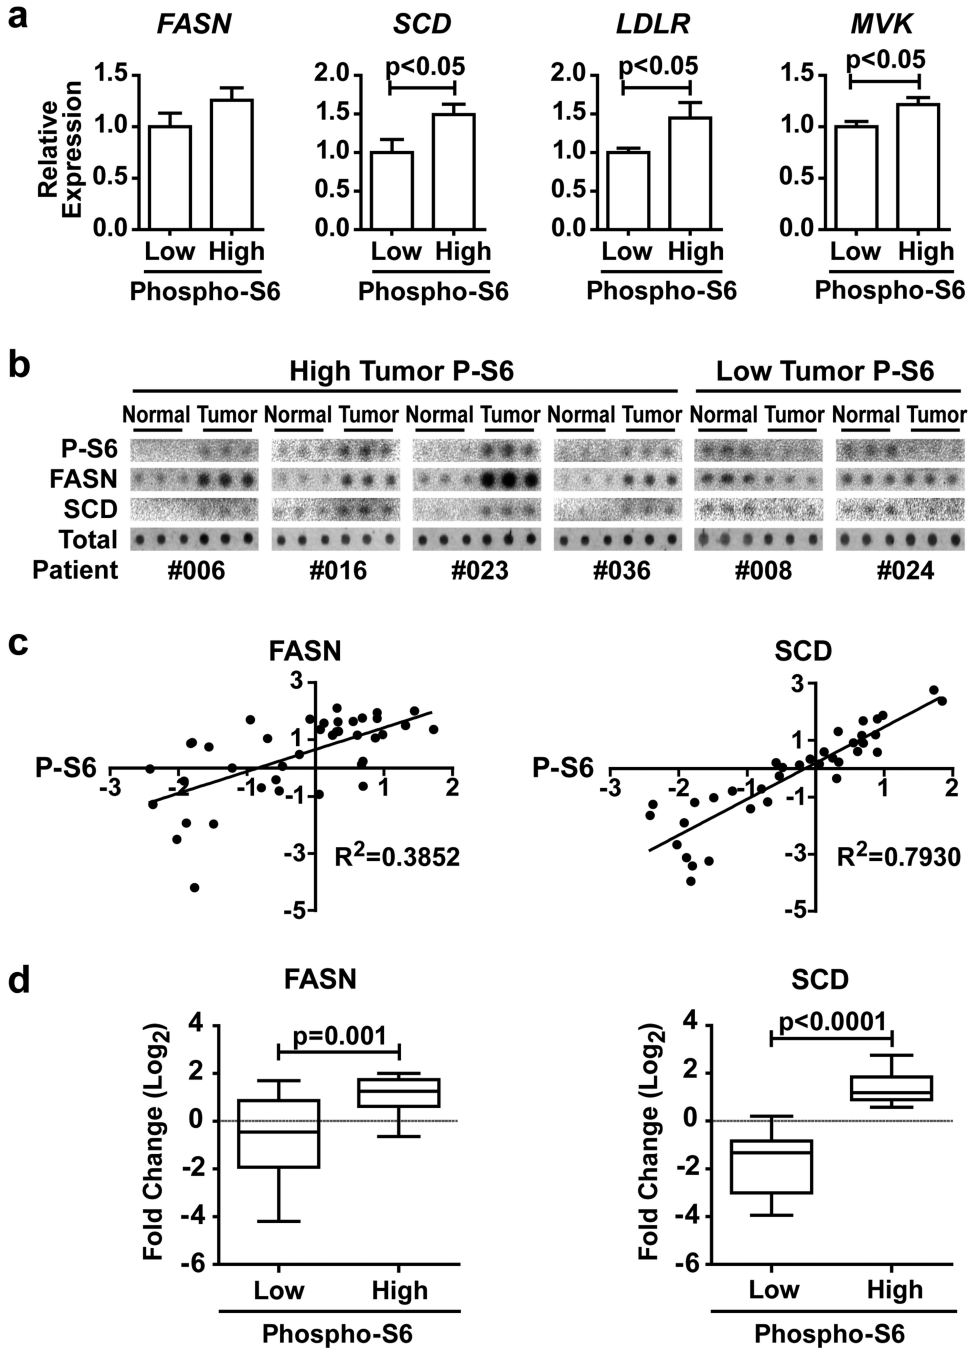 a
FASN SCD LDLR MVK
p<0.05 p<0.05 p<0.05
Relative Expression
1.5 1.0 0.5 0.0
2.0 1.5 1.0 0.5 0.0
2.0 1.5 1.0 0.5 0.0
1.5 1.0 0.5 0.0
Low High Low High Low High Low High
Phospho-S6 Phospho-S6 Phospho-S6 Phospho-S6
b
High Tumor P-S6 Low Tumor P-S6
Normal Tumor Normal Tumor Normal Tumor Normal Tumor Normal Tumor Normal Tumor
P-S6
FASN
SCD
Total
Patient #006 #016 #023 #036 #008 #024
c
FASN
3
1
-1
-3
-5
P-S6
-3 -2 -1 1 2
R2=0.3852
SCD
3
1
-1
-3
-5
P-S6
-3 -2 -1 1 2
R2=0.7930
d
FASN
Fold Change (Log2)
4
2
0
-2
-4
-6
p=0.001
Low High
Phospho-S6
SCD
Fold Change (Log2)
4
2
0
-2
-4
-6
p<0.0001
Low High
Phospho-S6